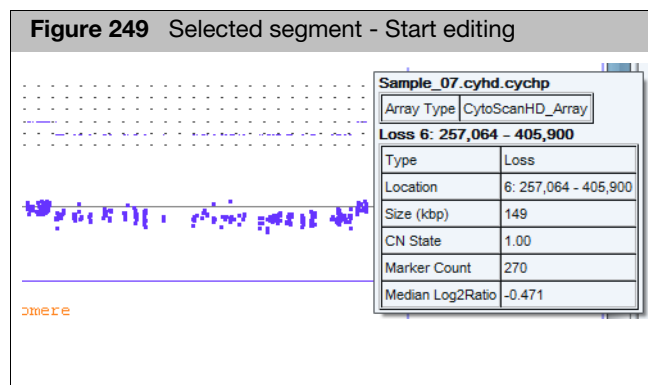 Figure 249 Selected segment - Start editing
Sample_07.cyhd.cychp
Array Type CytoScanHD_Array
Loss 6: 257,064 - 405,900
Type Loss
Location 6: 257,064 - 405,900
Size (kbp) 149
CN State 1.00
Marker Count 270
Median Log2Ratio -0.471
omere